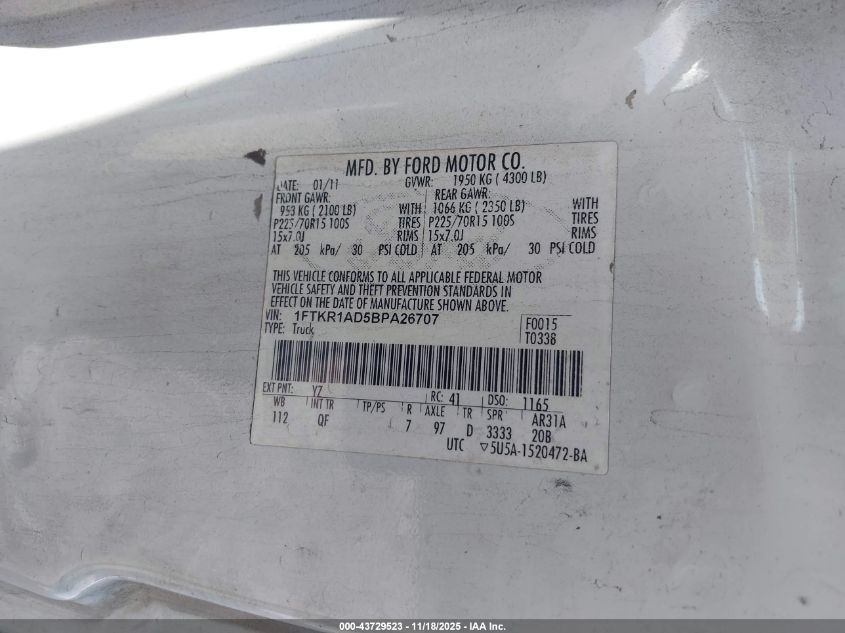 MFD. BY FORD MOTOR CO.
DATE: 01/11 GVWR: 1950 KG ( 4300 LB)
FRONT GAWR: REAR GAWR:
953 KG ( 2100 LB) WITH 1066 KG ( 2350 LB) WITH
P225/70R15 100S TIRES P225/70R15 100S TIRES
15x7.0J RIMS 15x7.0J RIMS
AT 205 kPa/ 30 PSI COLD AT 205 kPa/ 30 PSI COLD
THIS VEHICLE CONFORMS TO ALL APPLICABLE FEDERAL MOTOR
VEHICLE SAFETY AND THEFT PREVENTION STANDARDS IN
EFFECT ON THE DATE OF MANUFACTURE SHOWN ABOVE.
VIN: 1FTKR1AD5BPA26707 F0015
TYPE: Truck T0338
EXT PNT: YZ RC: 41 DSO: 1165
WB INT TR TP/PS R AXLE TR SPR AR31A
112 QF 7 97 D 3333 20B
UTC ▽5U5A-1520472-BA
000-43729523 - 11/18/2025 - IAA Inc.